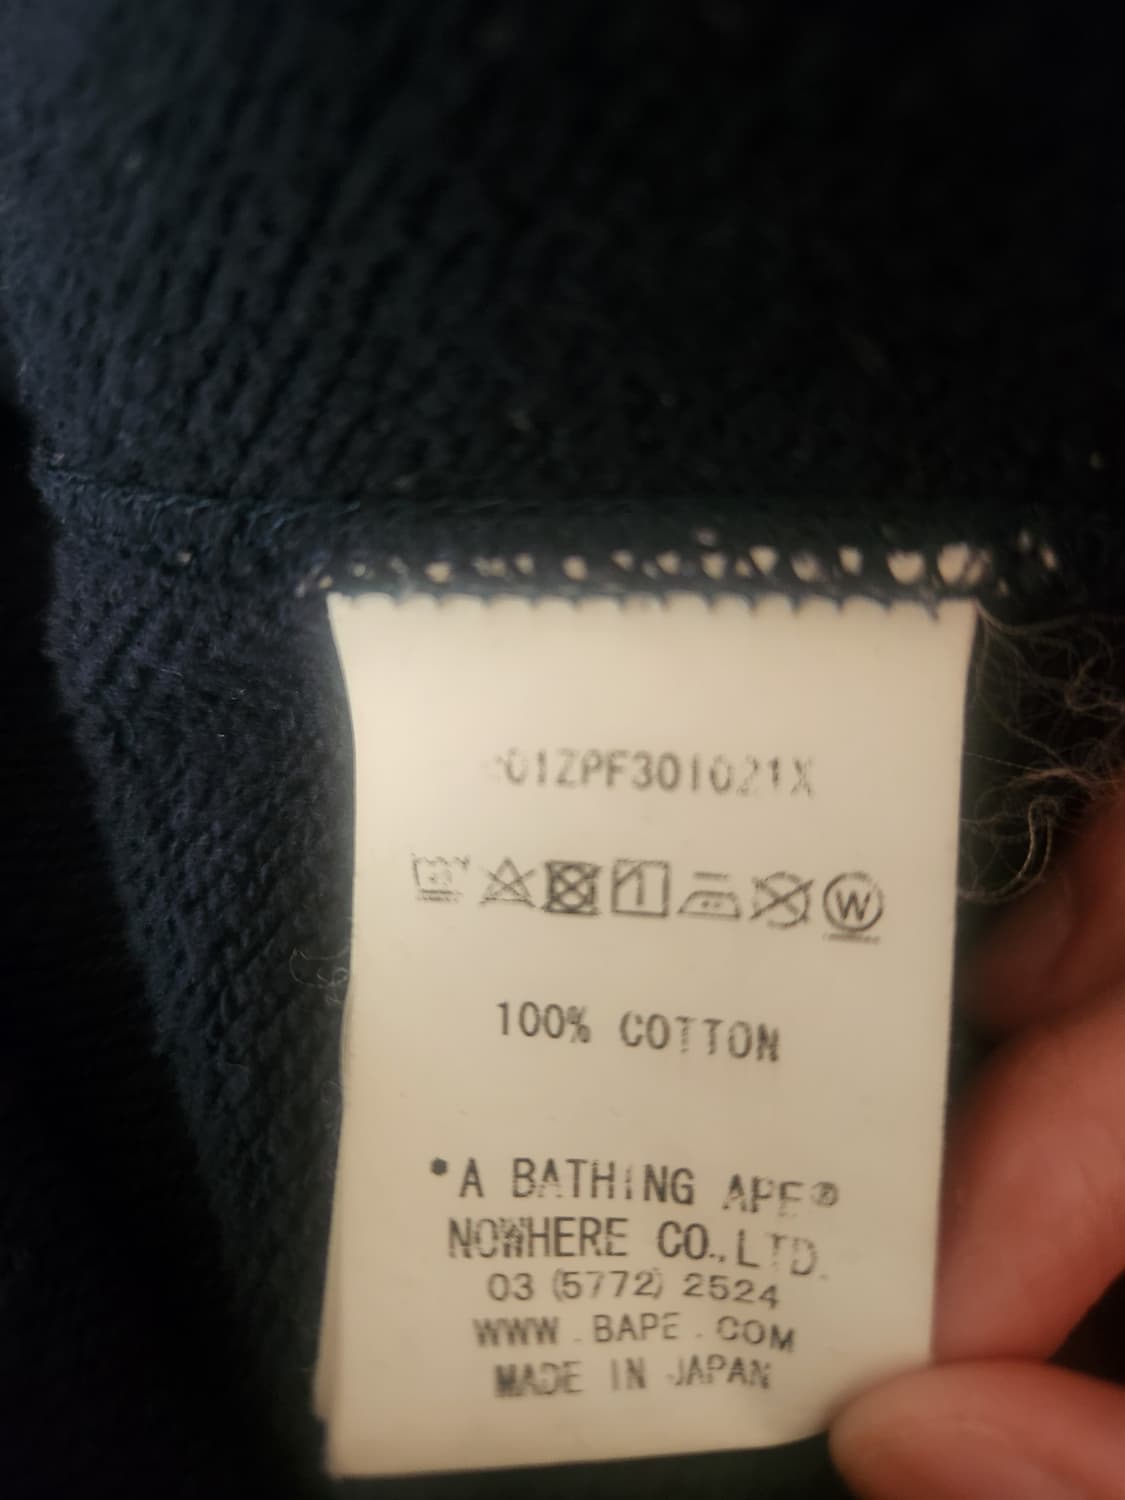 01ZPF301021X
W
100% COTTON
*A BATHING APE®
NOWHERE CO.,LTD.
03 (5772) 2524
WWW.BAPE.COM
MADE IN JAPAN